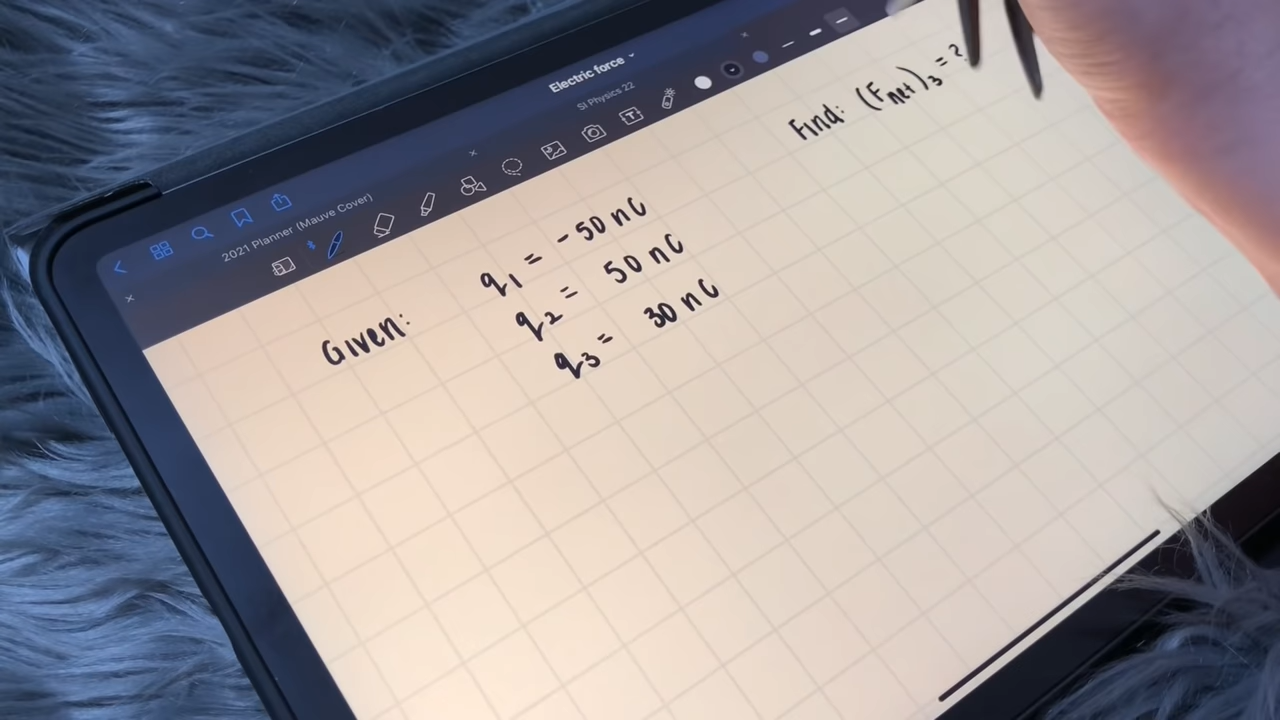 Electric force
SI Physics 22
2021 Planner (Mauve Cover)
Find: (Fnet)3 = ?
Given:
q1 = - 50 nC
q2 = 50 nC
q3 = 30 nC